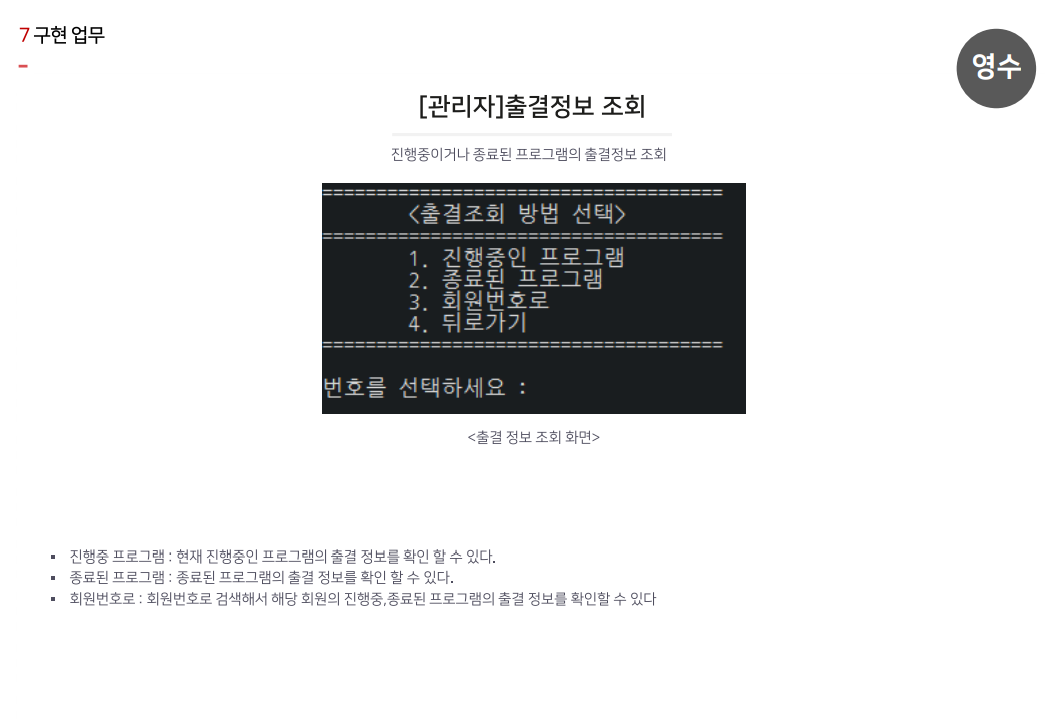 7 구현 업무
영수
[관리자]출결정보 조회
진행중이거나 종료된 프로그램의 출결정보 조회
=====================================
<출결조회 방법 선택>
=====================================
1. 진행중인 프로그램
2. 종료된 프로그램
3. 회원번호로
4. 뒤로가기
=====================================
번호를 선택하세요 :
<출결 정보 조회 화면>
▪ 진행중 프로그램 : 현재 진행중인 프로그램의 출결 정보를 확인 할 수 있다.
▪ 종료된 프로그램 : 종료된 프로그램의 출결 정보를 확인 할 수 있다.
▪ 회원번호로 : 회원번호로 검색해서 해당 회원의 진행중,종료된 프로그램의 출결 정보를 확인할 수 있다